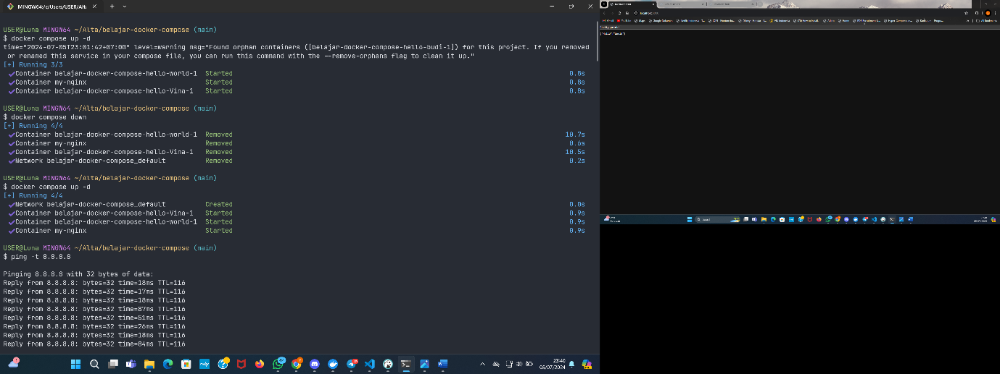 MINGW64:/c/Users/USER/Alta
USER@Luna MINGW64 ~/Alta/belajar-docker-compose (main)
$ docker compose up -d
time="2024-07-05T23:01:42+07:00" level=warning msg="Found orphan containers ([belajar-docker-compose-hello-budi-1]) for this project. If you removed
or renamed this service in your compose file, you can run this command with the --remove-orphans flag to clean it up."
[+] Running 3/3
✔Container belajar-docker-compose-hello-world-1 Started 0.8s
✔Container my-nginx Started 0.8s
✔Container belajar-docker-compose-hello-Vina-1 Started 0.8s
USER@Luna MINGW64 ~/Alta/belajar-docker-compose (main)
$ docker compose down
[+] Running 4/4
✔Container belajar-docker-compose-hello-world-1 Removed 10.7s
✔Container my-nginx Removed 0.6s
✔Container belajar-docker-compose-hello-Vina-1 Removed 10.5s
✔Network belajar-docker-compose_default Removed 0.2s
USER@Luna MINGW64 ~/Alta/belajar-docker-compose (main)
$ docker compose up -d
[+] Running 4/4
✔Network belajar-docker-compose_default Created 0.0s
✔Container belajar-docker-compose-hello-Vina-1 Started 0.9s
✔Container belajar-docker-compose-hello-world-1 Started 0.9s
✔Container my-nginx Started 0.9s
USER@Luna MINGW64 ~/Alta/belajar-docker-compose (main)
$ ping -t 8.8.8.8
Pinging 8.8.8.8 with 32 bytes of data:
Reply from 8.8.8.8: bytes=32 time=18ms TTL=116
Reply from 8.8.8.8: bytes=32 time=17ms TTL=116
Reply from 8.8.8.8: bytes=32 time=18ms TTL=116
Reply from 8.8.8.8: bytes=32 time=87ms TTL=116
Reply from 8.8.8.8: bytes=32 time=51ms TTL=116
Reply from 8.8.8.8: bytes=32 time=26ms TTL=116
Reply from 8.8.8.8: bytes=32 time=18ms TTL=116
Reply from 8.8.8.8: bytes=32 time=84ms TTL=116
23:40
05/07/2024
Gmail YouTube Maps
Search